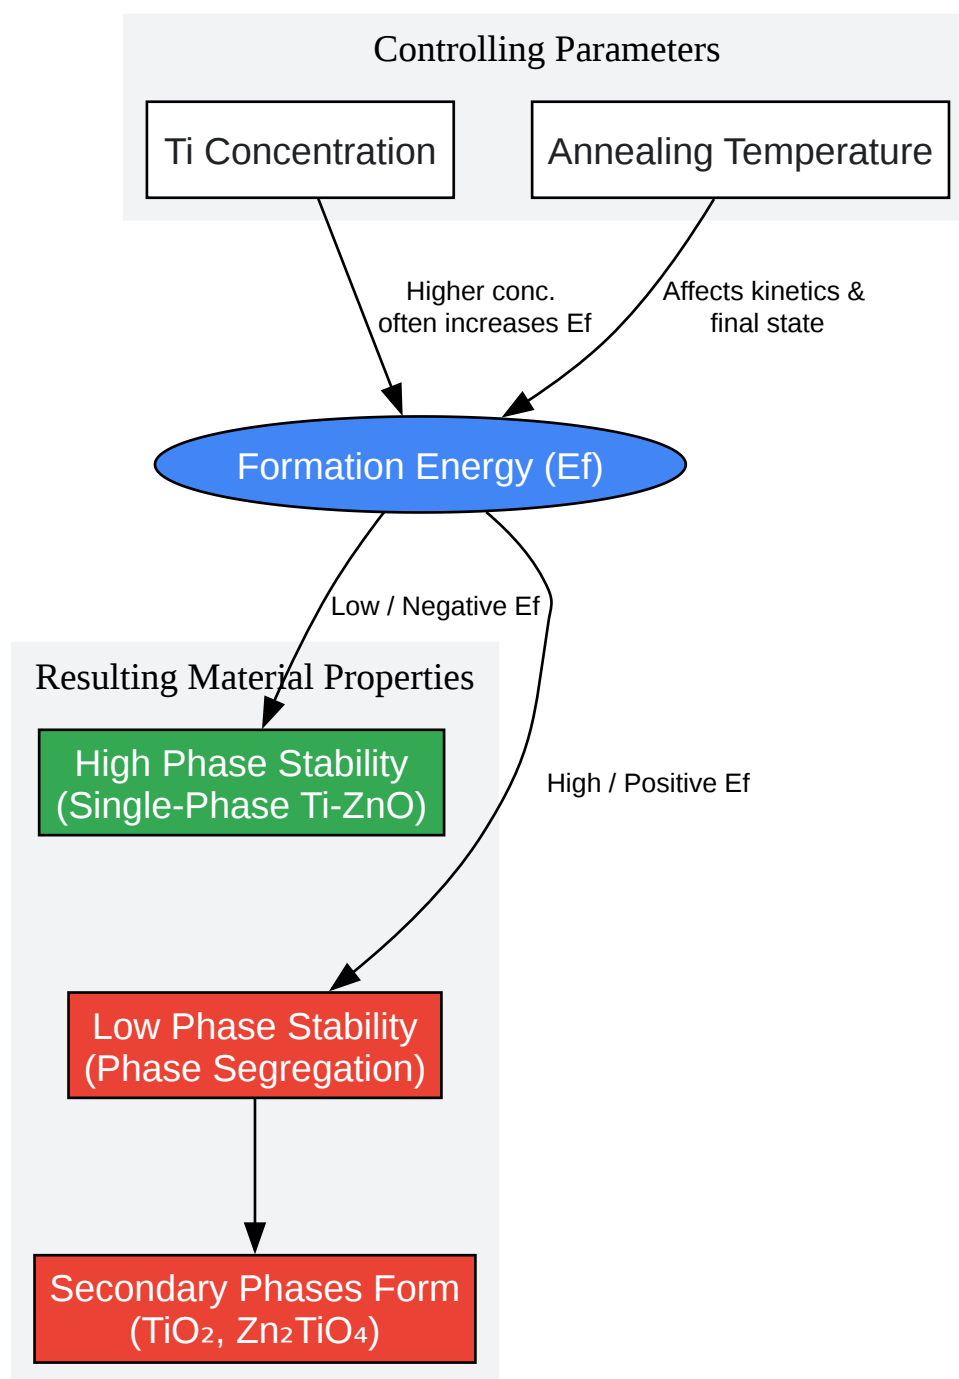 Controlling Parameters
Ti Concentration
Annealing Temperature
Higher conc.
often increases Ef
Affects kinetics &
final state
Formation Energy (Ef)
Low / Negative Ef
Resulting Material Properties
High Phase Stability
(Single-Phase Ti-ZnO)
High / Positive Ef
Low Phase Stability
(Phase Segregation)
Secondary Phases Form
(TiO₂, Zn₂TiO₄)